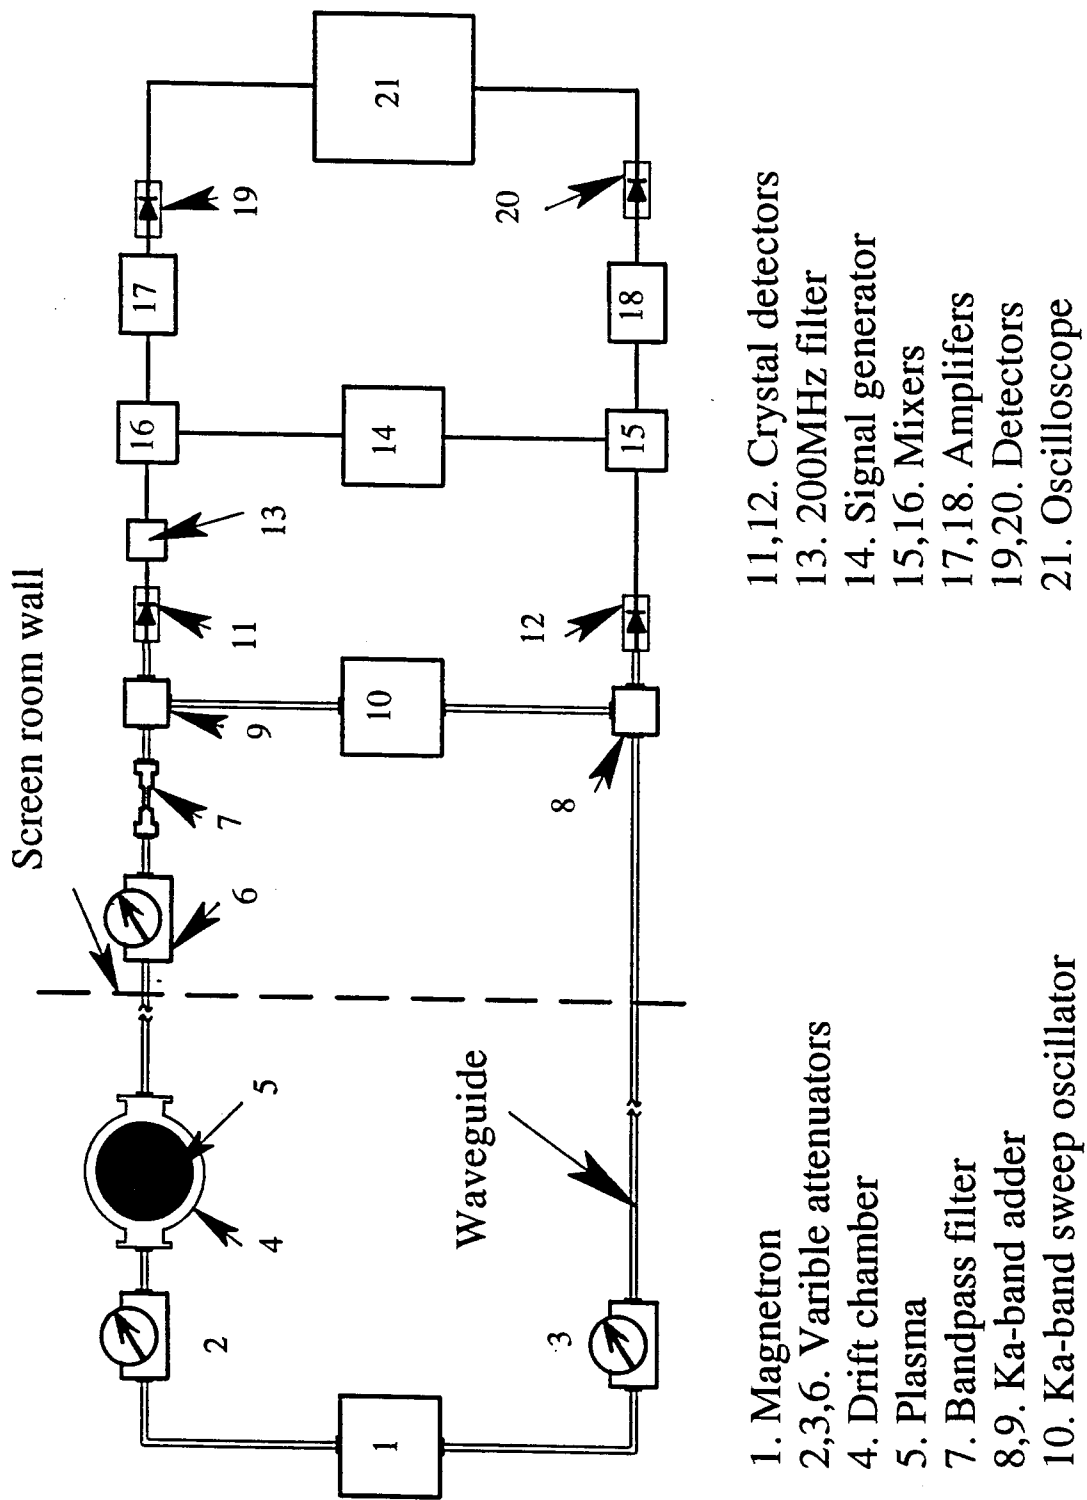 Screen room wall
Waveguide
1
2
3
4
5
6
7
8
9
10
11
12
13
14
15
16
17
18
19
20
21
1. Magnetron
2,3,6. Varible attenuators
4. Drift chamber
5. Plasma
7. Bandpass filter
8,9. Ka-band adder
10. Ka-band sweep oscillator
11,12. Crystal detectors
13. 200MHz filter
14. Signal generator
15,16. Mixers
17,18. Amplifers
19,20. Detectors
21. Oscilloscope